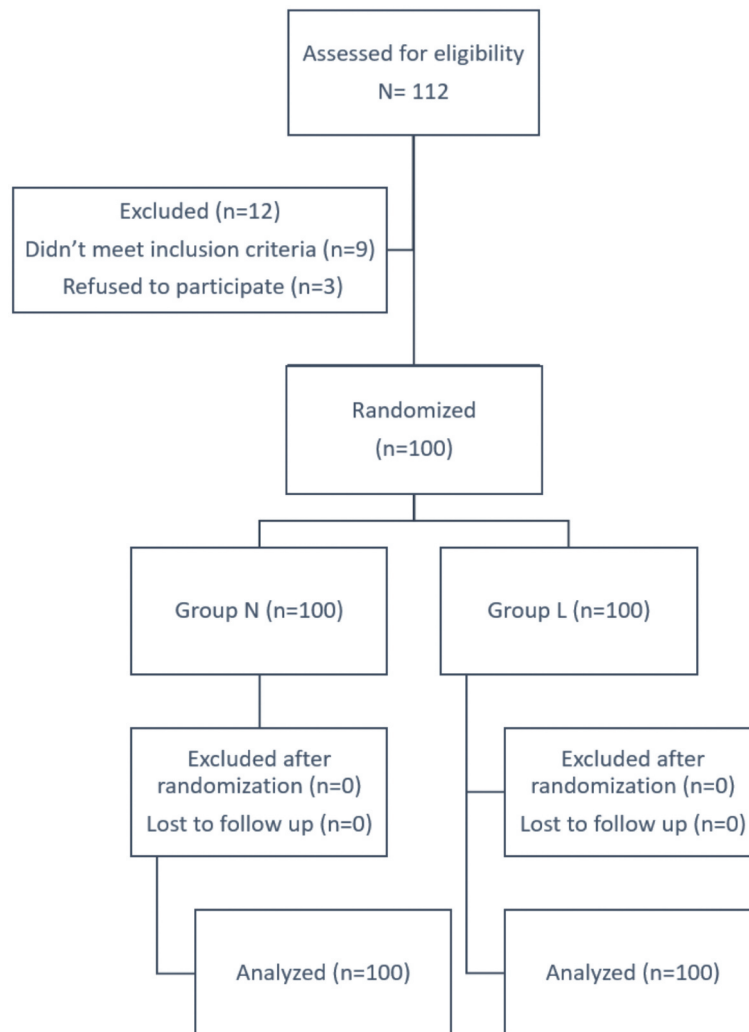 Assessed for eligibility
N= 112
Excluded (n=12)
Didn’t meet inclusion criteria (n=9)
Refused to participate (n=3)
Randomized
(n=100)
Group N (n=100)
Group L (n=100)
Excluded after
randomization (n=0)
Lost to follow up (n=0)
Excluded after
randomization (n=0)
Lost to follow up (n=0)
Analyzed (n=100)
Analyzed (n=100)